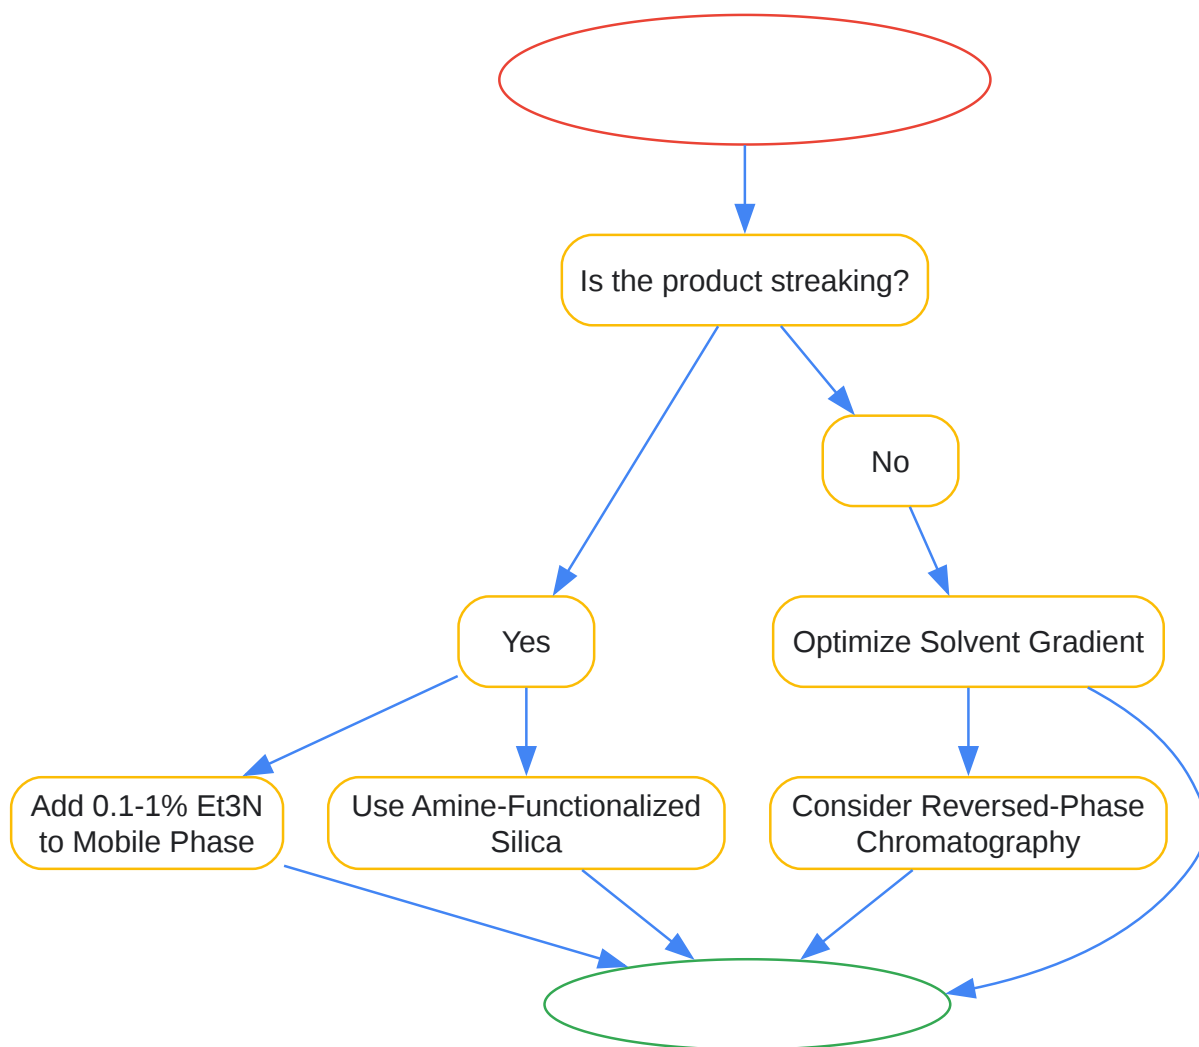 Is the product streaking?
No
Yes
Optimize Solvent Gradient
Add 0.1-1% Et3N
to Mobile Phase
Use Amine-Functionalized
Silica
Consider Reversed-Phase
Chromatography